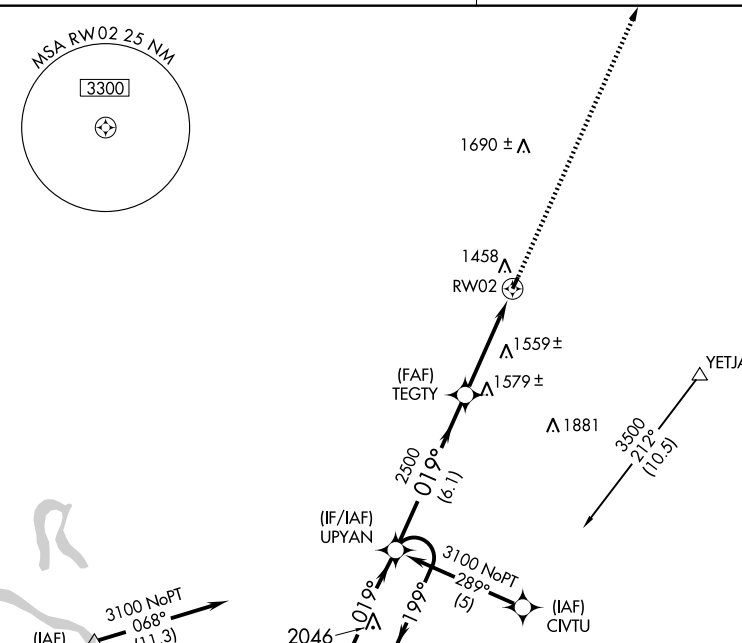 MSA RW02 25 NM
3300
1690 ±
1458
RW02
1559 ±
(FAF)
TEGTY
1579 ±
1881
YETJA
3500
212°
(10.5)
2500
019°
(6.1)
(IF/IAF)
UPYAN
3100 NoPT
289°
(5)
(IAF)
CIVTU
019°
199°
2046
3100 NoPT
068°
(11.3)
(IAF)